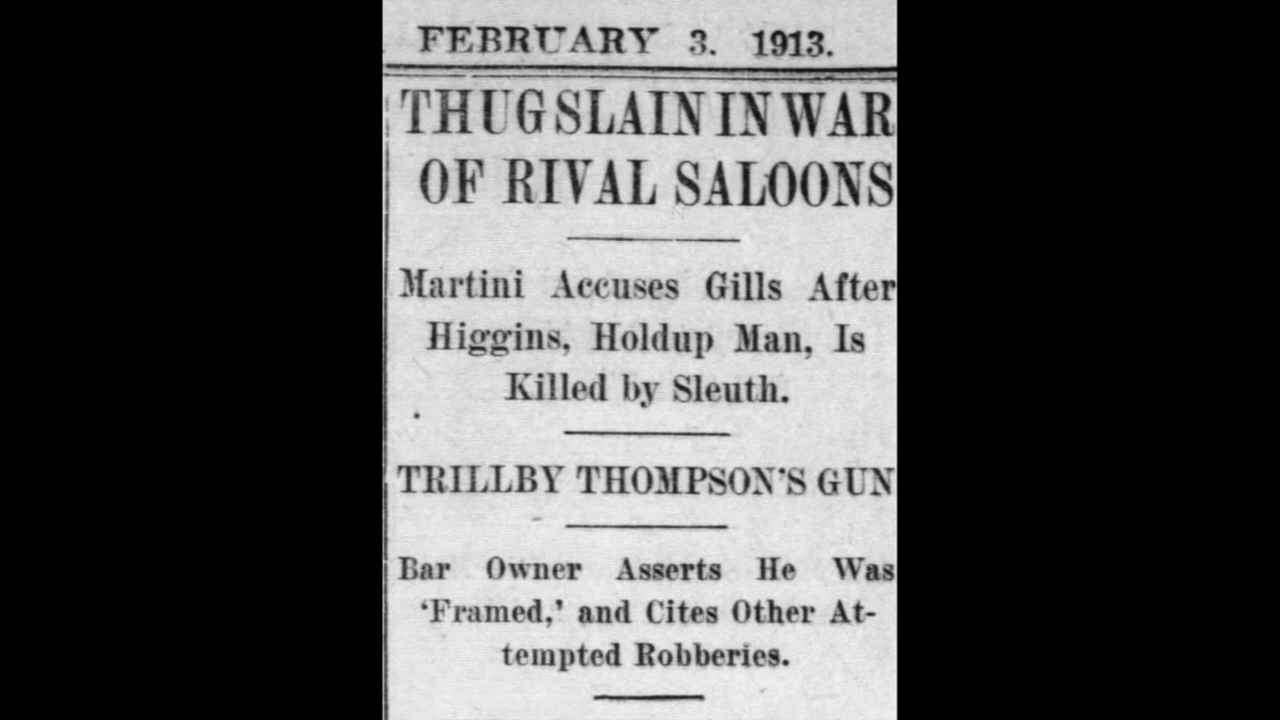 FEBRUARY 3. 1913.
THUG SLAIN IN WAR
OF RIVAL SALOONS
Martini Accuses Gills After
Higgins, Holdup Man, Is
Killed by Sleuth.
TRILLBY THOMPSON'S GUN
Bar Owner Asserts He Was
‘Framed,’ and Cites Other At-
tempted Robberies.